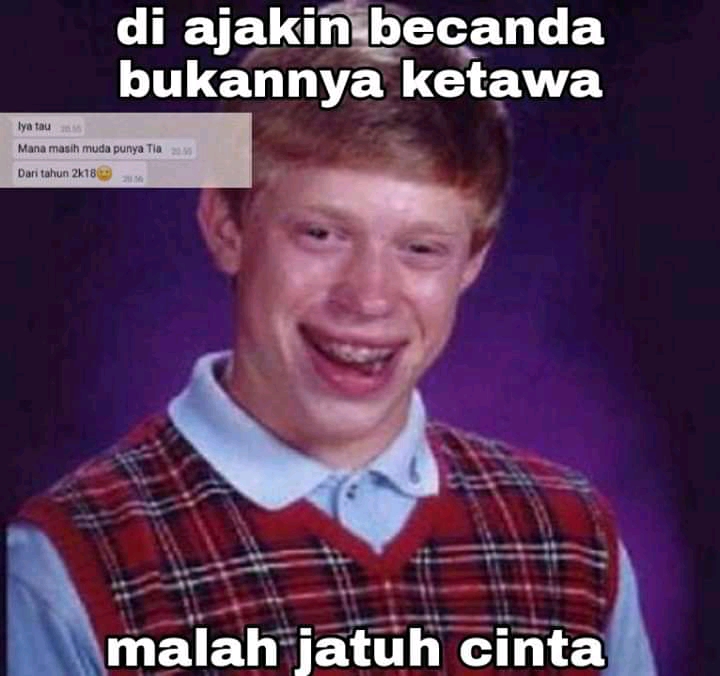 di ajakin becanda
bukannya ketawa
Iya tau 20.55
Mana masih muda punya Tia 20.55
Dari tahun 2k18😊 20.56
malah jatuh cinta